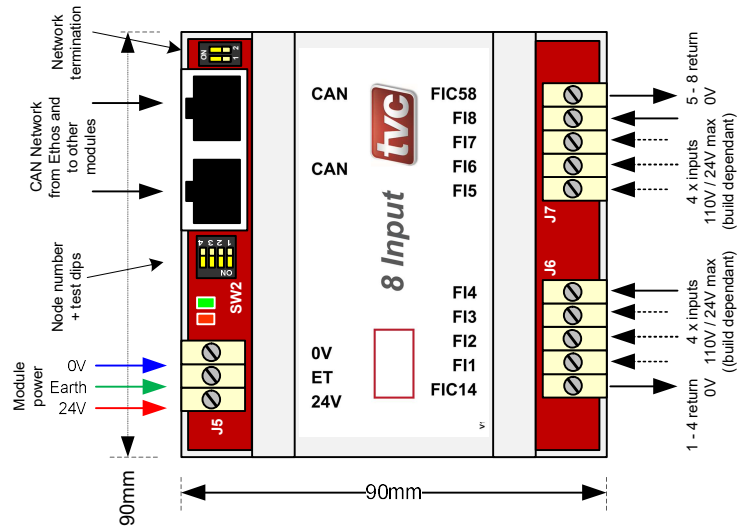 Network
termination
CAN Network
from Ethos and
to other
modules
Node number
+ test dips
Module
power
0V
Earth
24V
90mm
ON
1 2
4 3 2 1
ON
SW2
J5
CAN
CAN
tvc
8 Input
0V
ET
24V
FIC58
FI8
FI7
FI6
FI5
FI4
FI3
FI2
FI1
FIC14
V1
J7
J6
5 - 8 return
0V
4 x inputs
110V / 24V max
(build dependant)
4 x inputs
110V / 24V max
((build dependant)
1 - 4 return
0V
90mm